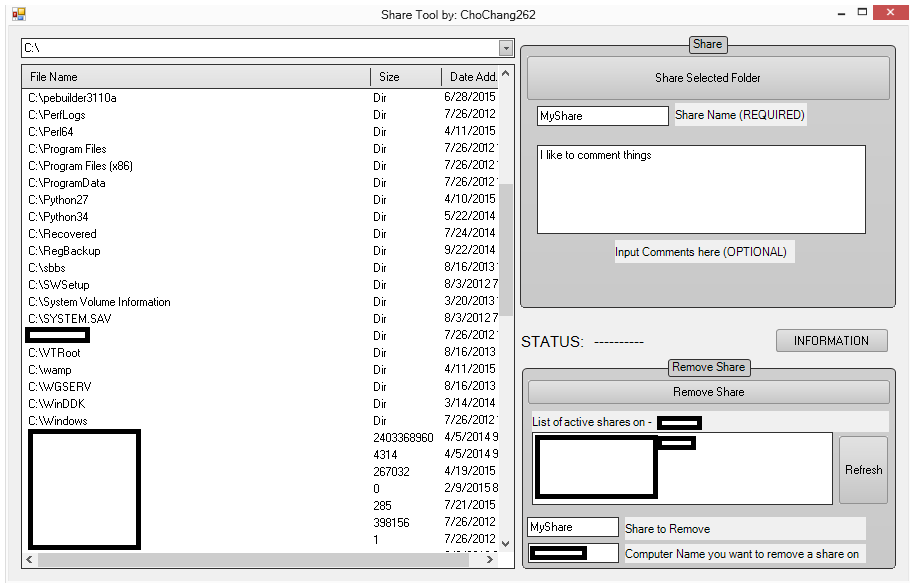 Share Tool by: ChoChang262
C:\
File Name Size Date Add.
C:\pebuilder3110a Dir 6/28/2015
C:\PerfLogs Dir 7/26/2012
C:\Perl64 Dir 4/11/2015
C:\Program Files Dir 7/26/2012
C:\Program Files (x86) Dir 7/26/2012
C:\ProgramData Dir 7/26/2012
C:\Python27 Dir 4/10/2015
C:\Python34 Dir 5/22/2014
C:\Recovered Dir 7/24/2014
C:\RegBackup Dir 9/22/2014
C:\sbbs Dir 8/16/2013
C:\SWSetup Dir 8/3/2012 7
C:\System Volume Information Dir 3/20/2013
C:\SYSTEM.SAV Dir 8/3/2012 7
Dir 7/26/2012
C:\VTRoot Dir 8/16/2013
C:\wamp Dir 4/11/2015
C:\WGSERV Dir 8/16/2013
C:\WinDDK Dir 3/14/2014
C:\Windows Dir 7/26/2012
2403368960 4/5/2014 9
4314 4/5/2014 9
267032 4/19/2015
0 2/9/2015 8
285 7/21/2015
398156 7/26/2012
1 7/26/2012
Share
Share Selected Folder
MyShare Share Name (REQUIRED)
I like to comment things
Input Comments here (OPTIONAL)
STATUS: ---------- INFORMATION
Remove Share
Remove Share
List of active shares on -
Refresh
MyShare Share to Remove
Computer Name you want to remove a share on